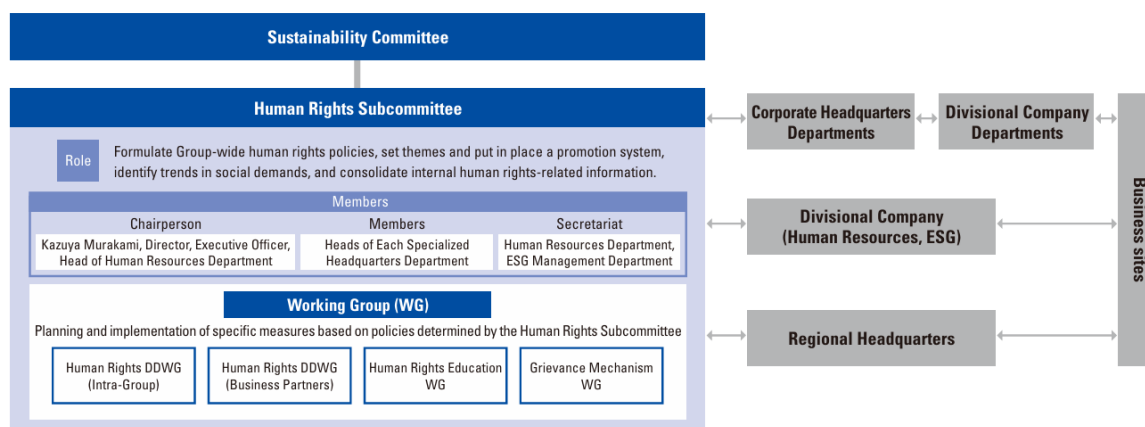 Sustainability Committee
Human Rights Subcommittee
Role
Formulate Group-wide human rights policies, set themes and put in place a promotion system,
identify trends in social demands, and consolidate internal human rights-related information.
Members
Chairperson
Kazuya Murakami, Director, Executive Officer,
Head of Human Resources Department
Members
Heads of Each Specialized
Headquarters Department
Secretariat
Human Resources Department,
ESG Management Department
Working Group (WG)
Planning and implementation of specific measures based on policies determined by the Human Rights Subcommittee
Human Rights DDWG
(Intra-Group)
Human Rights DDWG
(Business Partners)
Human Rights Education
WG
Grievance Mechanism
WG
Corporate Headquarters
Departments
Divisional Company
Departments
Divisional Company
(Human Resources, ESG)
Regional Headquarters
Business sites